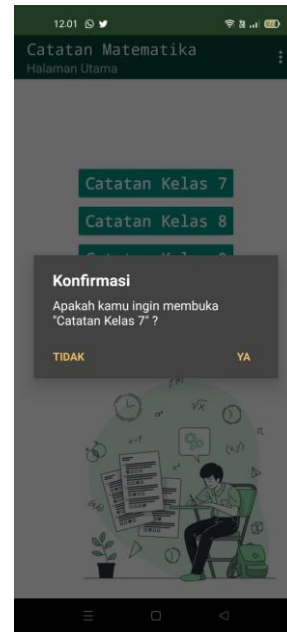 12.01
Catatan Matematika
Halaman Utama
Catatan Kelas 7
Catatan Kelas 8
Konfirmasi
Apakah kamu ingin membuka
"Catatan Kelas 7" ?
TIDAK
YA
√x
(x,y)